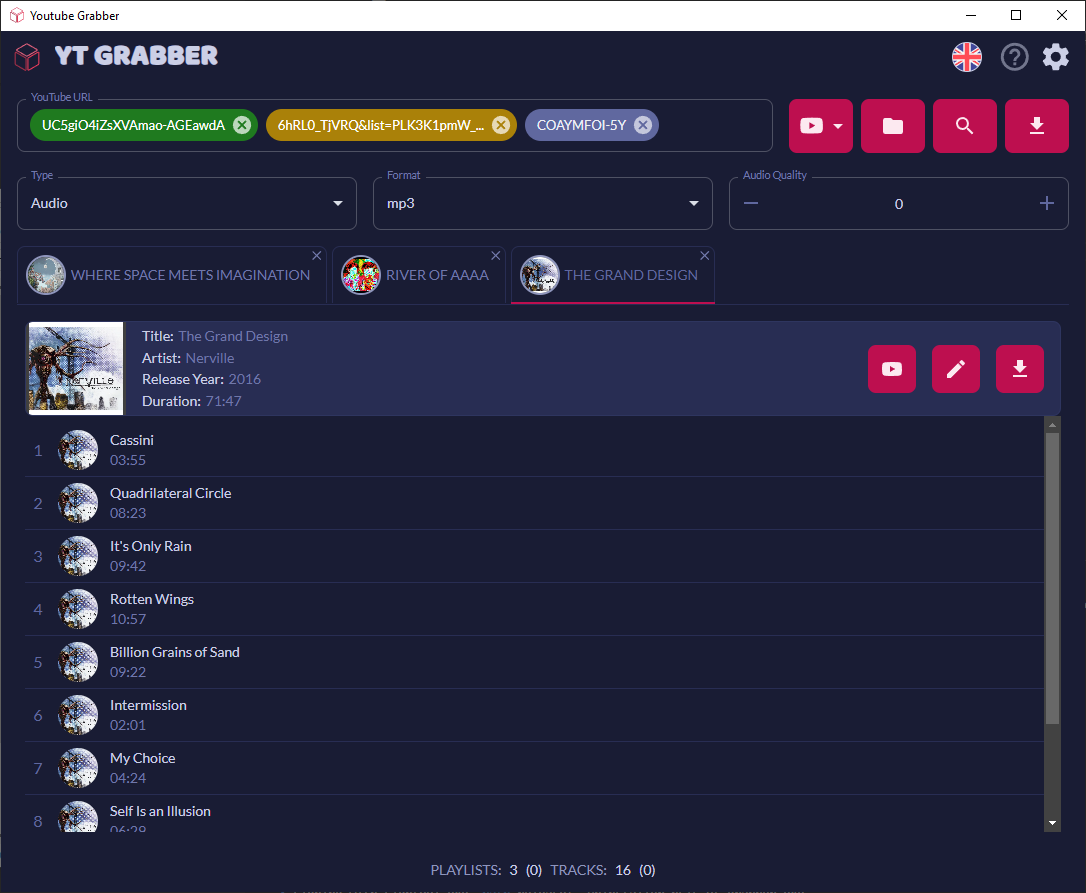 Youtube Grabber
YT GRABBER
YouTube URL
UC5giO4iZsXVAmao-AGEawdA
6hRL0_TjVRQ&list=PLK3K1pmW_...
COAYMFOI-5Y
Type
Audio
Format
mp3
Audio Quality
0
WHERE SPACE MEETS IMAGINATION
RIVER OF AAAA
THE GRAND DESIGN
Title: The Grand Design
Artist: Nerville
Release Year: 2016
Duration: 71:47
1
Cassini
03:55
2
Quadrilateral Circle
08:23
3
It's Only Rain
09:42
4
Rotten Wings
10:57
5
Billion Grains of Sand
09:22
6
Intermission
02:01
7
My Choice
04:24
8
Self Is an Illusion
06:29
PLAYLISTS: 3 (0) TRACKS: 16 (0)